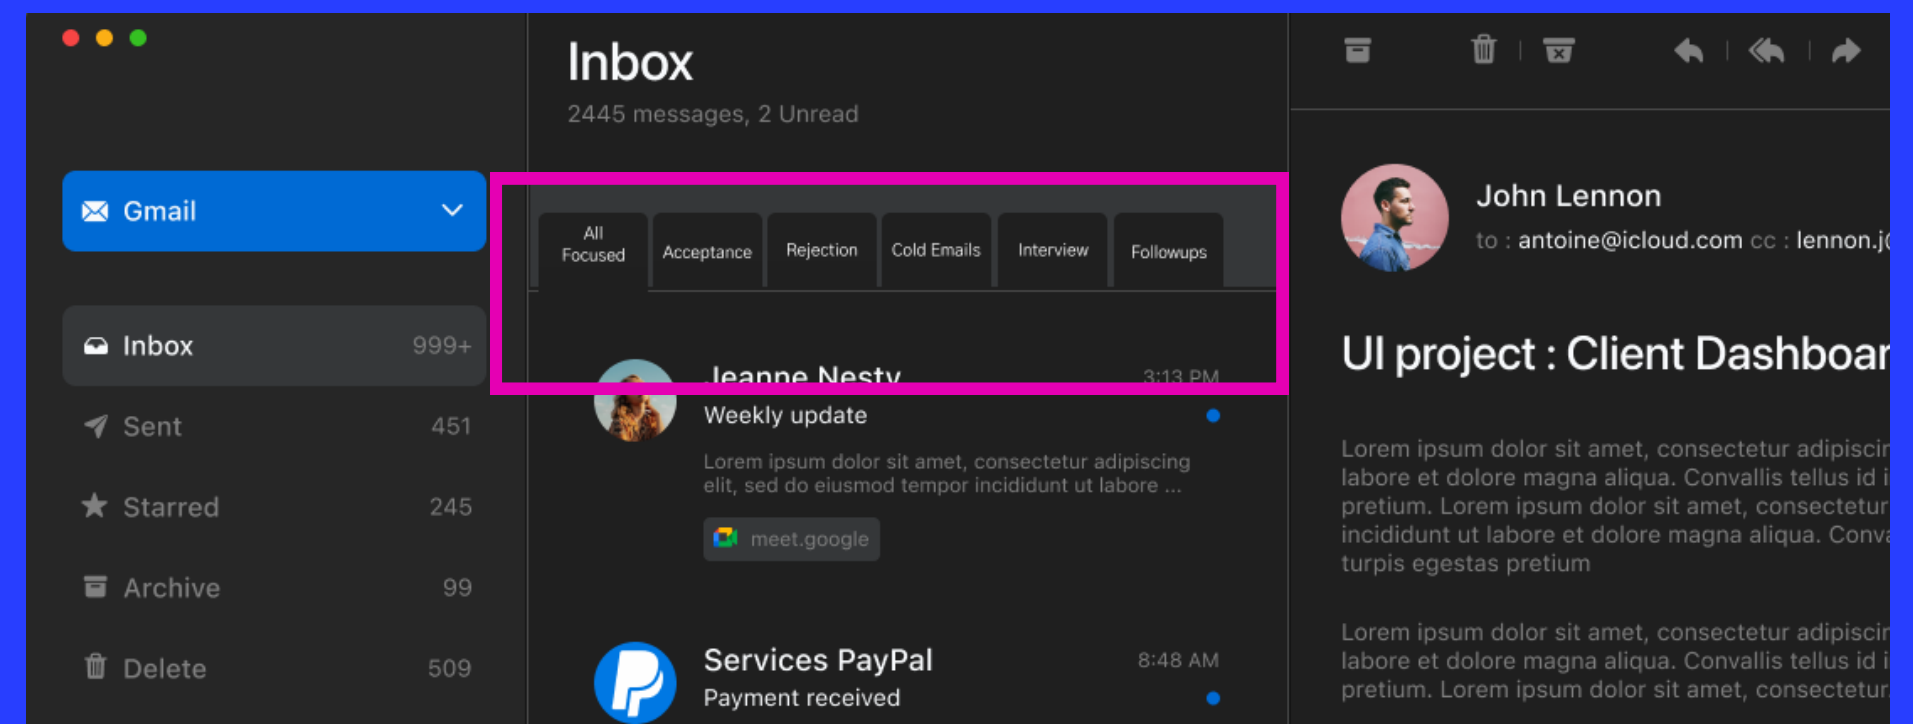 Inbox
2445 messages, 2 Unread
Gmail
Inbox 999+
Sent 451
Starred 245
Archive 99
Delete 509
All
Focused
Acceptance
Rejection
Cold Emails
Interview
Followups
Jeanne Nesty 3:13 PM
Weekly update
Lorem ipsum dolor sit amet, consectetur adipiscing
elit, sed do eiusmod tempor incididunt ut labore ...
meet.google
Services PayPal 8:48 AM
Payment received
John Lennon
to : antoine@icloud.com cc : lennon.j
UI project : Client
Lorem ipsum dolor sit amet, consectetur
labore et dolore magna aliqua. Convallis tellus id
pretium. Lorem ipsum dolor sit amet, consectetur
incididunt ut labore et dolore magna aliqua.
turpis egestas pretium
Lorem ipsum dolor sit amet, consectetur
labore et dolore magna aliqua. Convallis tellus id
pretium. Lorem ipsum dolor sit amet, consectetur